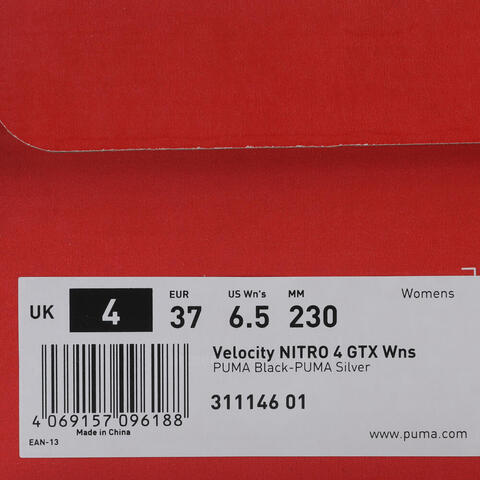 Womens
UK 4 EUR 37 US Wn's 6.5 MM 230
Velocity NITRO 4 GTX Wns
PUMA Black-PUMA Silver
311146 01
4 069157 096188
Made in China
EAN-13
www.puma.com